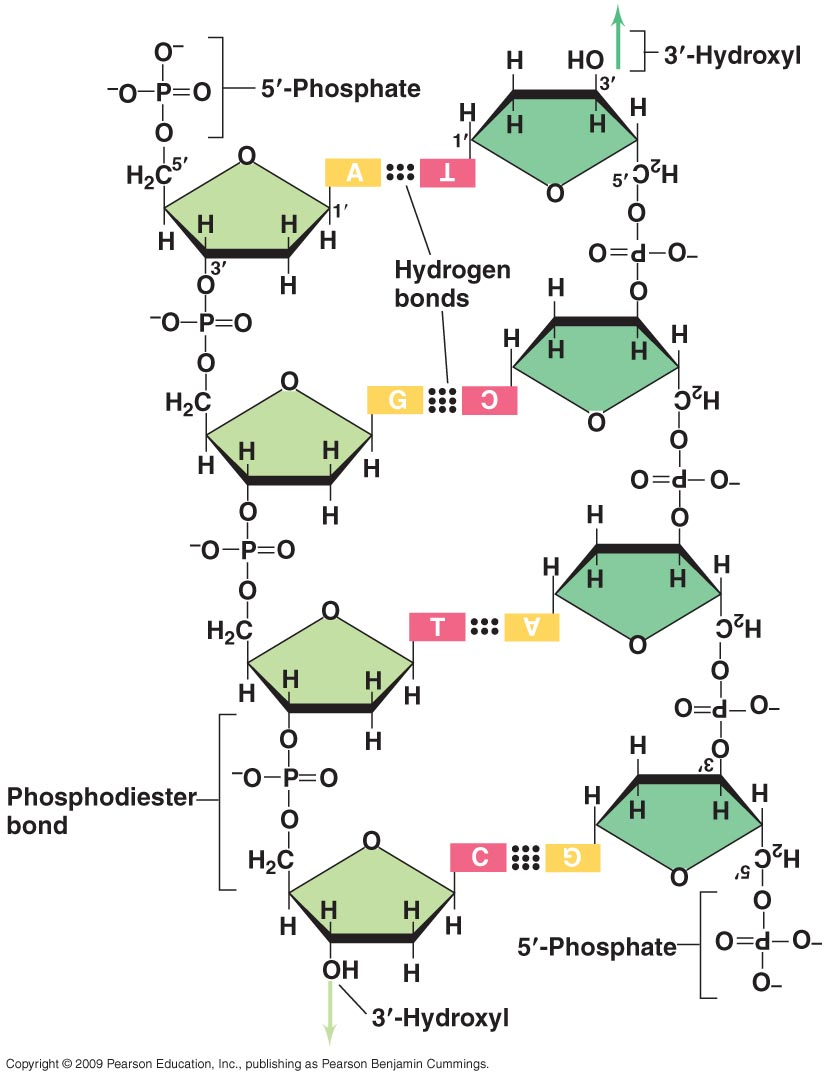 O⁻
⁻O–P=O
5′-Phosphate
HO
3′-Hydroxyl
H
3′
O
H
H
H
H
1′
H₂C
5′
O
A
T
O
5′
H₂C
H
H
H
1′
H
O
3′
H
O
O=P–O⁻
Hydrogen
bonds
O
⁻O–P=O
O
H
H
H
H
H
H₂C
O
G
C
O
H₂C
H
H
H
H
H
O
O=P–O⁻
O
O
⁻O–P=O
O
H
H
H
H
H
H₂C
O
T
A
O
H₂C
H
H
H
H
H
O
O=P–O⁻
O
O
⁻O–P=O
O
3′
H
H
H
H
H
Phosphodiester
bond
H₂C
O
C
G
O
5′
H₂C
H
H
H
H
H
O
5′-Phosphate
O=P–O⁻
O⁻
OH
3′-Hydroxyl
Copyright © 2009 Pearson Education, Inc., publishing as Pearson Benjamin Cummings.